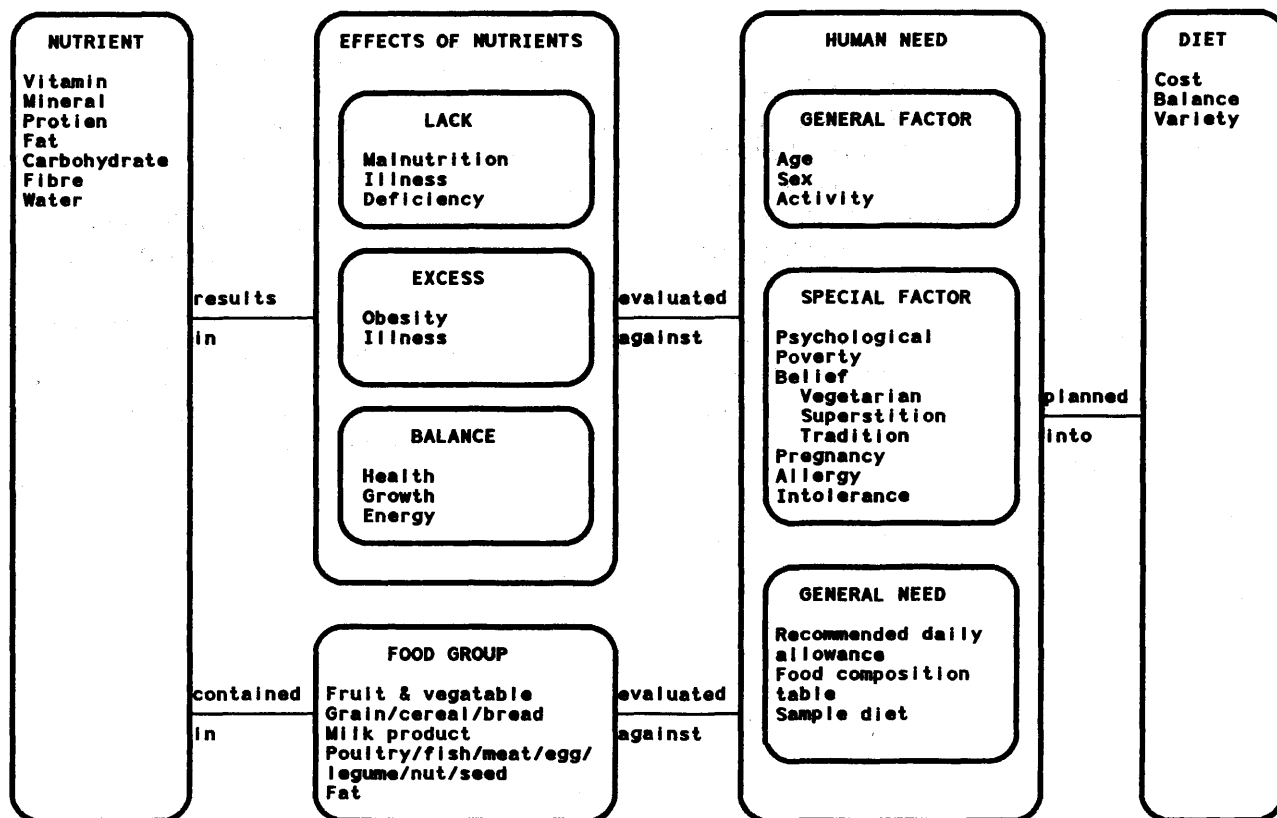 NUTRIENT
Vitamin
Mineral
Protien
Fat
Carbohydrate
Fibre
Water
results
in
contained
in
EFFECTS OF NUTRIENTS
LACK
Malnutrition
Illness
Deficiency
EXCESS
Obesity
Illness
BALANCE
Health
Growth
Energy
FOOD GROUP
Fruit & vegatable
Grain/cereal/bread
Milk product
Poultry/fish/meat/egg/
legume/nut/seed
Fat
evaluated
against
evaluated
against
HUMAN NEED
GENERAL FACTOR
Age
Sex
Activity
SPECIAL FACTOR
Psychological
Poverty
Belief
Vegetarian
Superstition
Tradition
Pregnancy
Allergy
Intolerance
GENERAL NEED
Recommended daily
allowance
Food composition
table
Sample diet
planned
into
DIET
Cost
Balance
Variety